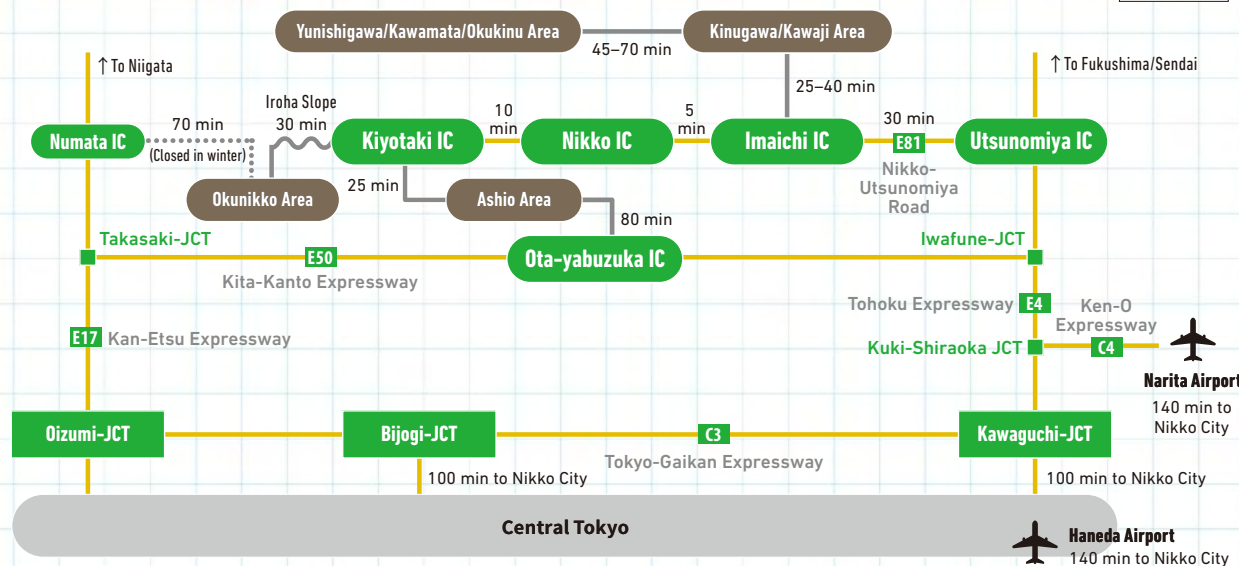 Yunishigawa/Kawamata/Okukinu Area
45–70 min
Kinugawa/Kawaji Area
↑To Niigata
↑To Fukushima/Sendai
25–40 min
Iroha Slope
30 min
70 min
(Closed in winter)
Numata IC
Kiyotaki IC
10
min
Nikko IC
5
min
Imaichi IC
30 min
E81
Nikko-
Utsunomiya
Road
Utsunomiya IC
Okunikko Area
25 min
Ashio Area
80 min
Takasaki-JCT
E50
Kita-Kanto Expressway
Ota-yabuzuka IC
Iwafune-JCT
Tohoku Expressway
E4
Ken-O
Expressway
E17
Kan-Etsu Expressway
Kuki-Shiraoka JCT
C4
Narita Airport
140 min to
Nikko City
Oizumi-JCT
Bijogi-JCT
C3
Tokyo-Gaikan Expressway
Kawaguchi-JCT
100 min to Nikko City
100 min to Nikko City
Central Tokyo
Haneda Airport
140 min to Nikko City